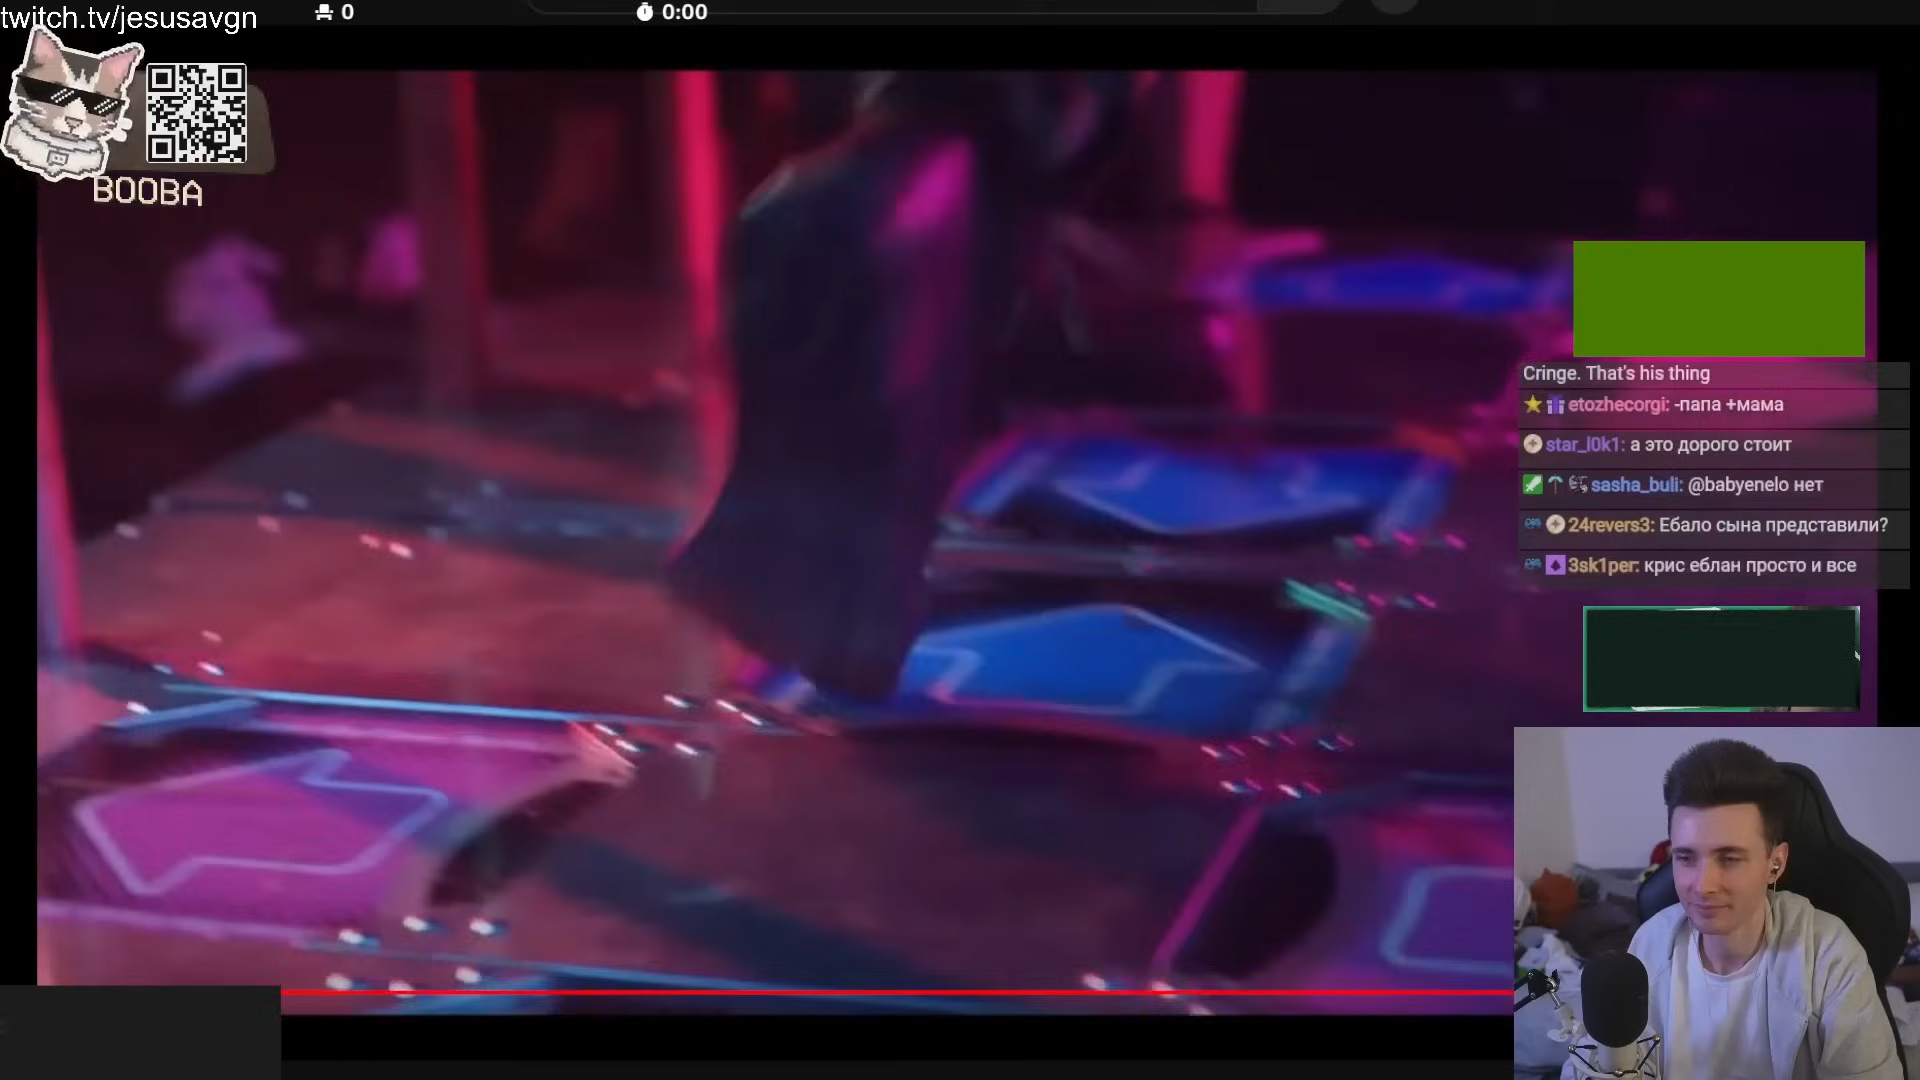 twitch.tv/jesusavgn
0
0:00
BOOBA
Cringe. That's his thing
etozhecorgi: -папа +мама
star_l0k1: а это дорого стоит
sasha_buli: @babyenelo нет
24revers3: Ебало сына представили?
3sk1per: крис еблан просто и все